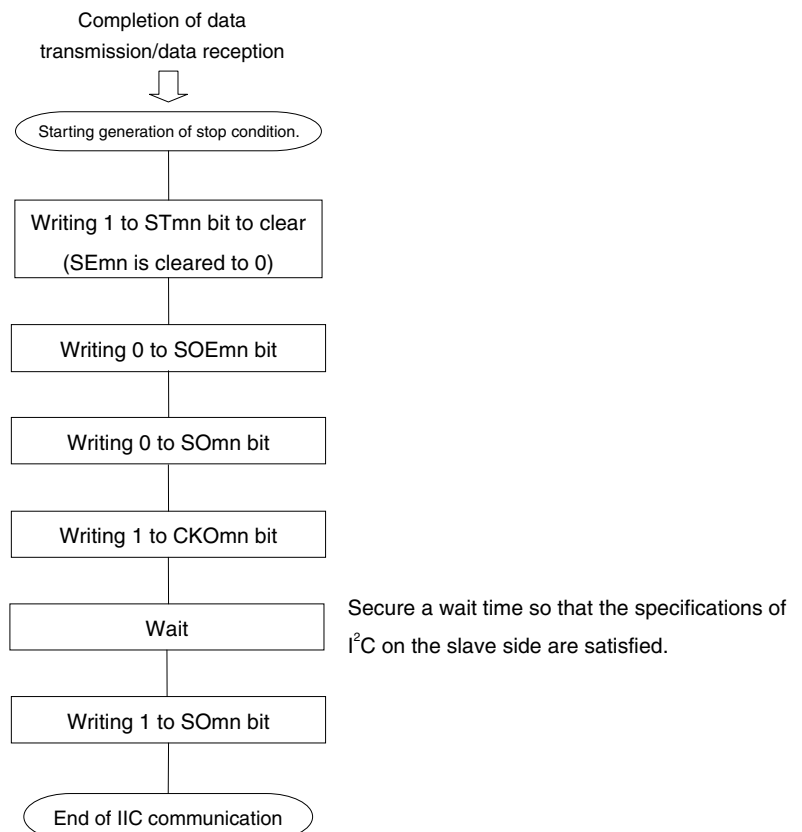 Completion of data
transmission/data reception
Starting generation of stop condition.
Writing 1 to STmn bit to clear
(SEmn is cleared to 0)
Writing 0 to SOEmn bit
Writing 0 to SOmn bit
Writing 1 to CKOmn bit
Wait
Secure a wait time so that the specifications of
I²C on the slave side are satisfied.
Writing 1 to SOmn bit
End of IIC communication